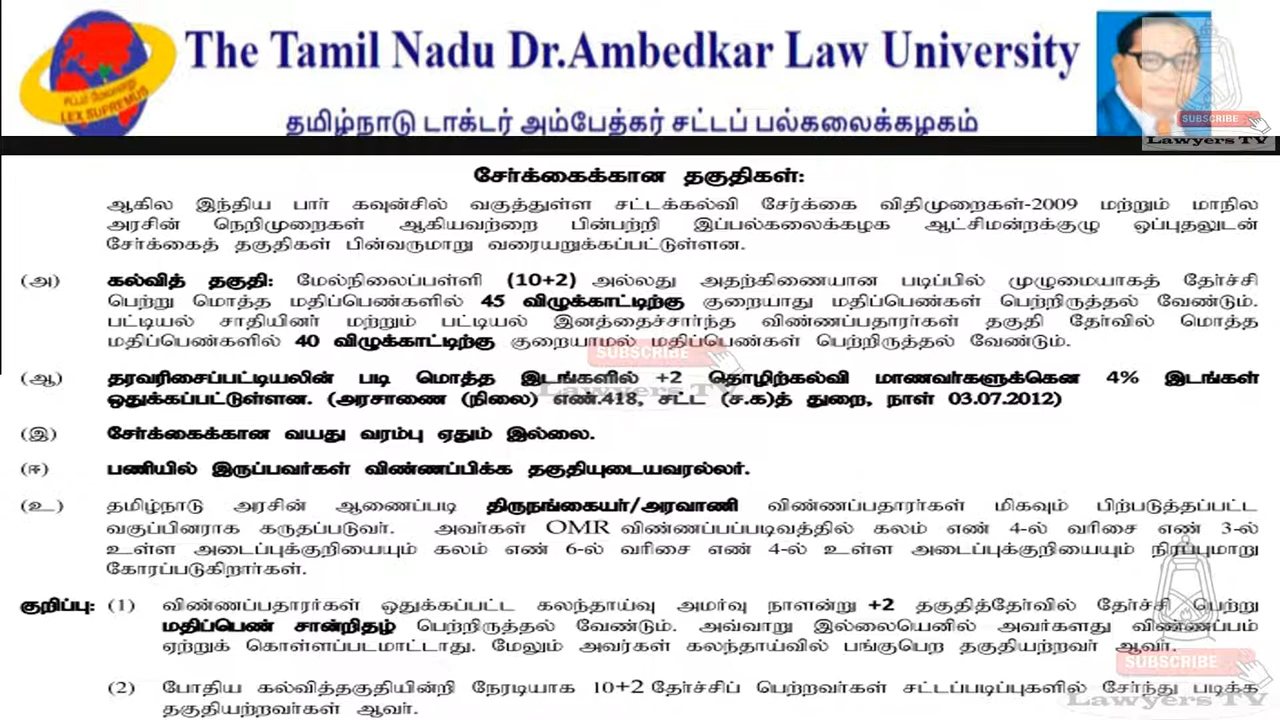 The Tamil Nadu Dr.Ambedkar Law University
தமிழ்நாடு டாக்டர் அம்பேத்கர் சட்டப் பல்கலைக்கழகம்
LEX SUPREMUS
SUBSCRIBE
Lawyers TV
சேர்க்கைக்கான தகுதிகள்:
ஆகில இந்திய பார் கவுன்சில் வகுத்துள்ள சட்டக்கல்வி சேர்க்கை விதிமுறைகள்-2009 மற்றும் மாநில
அரசின் நெறிமுறைகள் ஆகியவற்றை பின்பற்றி இப்பல்கலைக்கழக ஆட்சிமன்றக்குழு ஒப்புதலுடன்
சேர்க்கைத் தகுதிகள் பின்வருமாறு வரையறுக்கப்பட்டுள்ளன.
(அ) கல்வித் தகுதி: மேல்நிலைப்பள்ளி (10+2) அல்லது அதற்கிணையான படிப்பில் முழுமையாகத் தேர்ச்சி
பெற்று மொத்த மதிப்பெண்களில் 45 விழுக்காட்டிற்கு குறையாது மதிப்பெண்கள் பெற்றிருத்தல் வேண்டும்.
பட்டியல் சாதியினர் மற்றும் பட்டியல் இனத்தைச்சார்ந்த விண்ணப்பதாரர்கள் தகுதி தேர்வில் மொத்த
மதிப்பெண்களில் 40 விழுக்காட்டிற்கு குறையாமல் மதிப்பெண்கள் பெற்றிருத்தல் வேண்டும்.
SUBSCRIBE
Lawyers TV
(ஆ) தரவரிசைப்பட்டியலின் படி மொத்த இடங்களில் +2 தொழிற்கல்வி மாணவர்களுக்கென 4% இடங்கள்
ஒதுக்கப்பட்டுள்ளன. (அரசாணை (நிலை) எண்.418, சட்ட (ச.க)த் துறை, நாள் 03.07.2012)
(இ) சேர்க்கைக்கான வயது வரம்பு ஏதும் இல்லை.
(ஈ) பணியில் இருப்பவர்கள் விண்ணப்பிக்க தகுதியுடையவரல்லர்.
(உ) தமிழ்நாடு அரசின் ஆணைப்படி திருநங்கையர்/அரவாணி விண்ணப்பதாரர்கள் மிகவும் பிற்படுத்தப்பட்ட
வகுப்பினராக கருதப்படுவர். அவர்கள் OMR விண்ணப்பப்படிவத்தில் கலம் எண் 4-ல் வரிசை எண் 3-ல்
உள்ள அடைப்புக்குறியையும் கலம் எண் 6-ல் வரிசை எண் 4-ல் உள்ள அடைப்புக்குறியையும் நிரப்புமாறு
கோரப்படுகிறார்கள்.
குறிப்பு: (1) விண்ணப்பதாரர்கள் ஒதுக்கப்பட்ட கலந்தாய்வு அமர்வு நாளன்று +2 தகுதித்தேர்வில் தேர்ச்சி பெற்று
மதிப்பெண் சான்றிதழ் பெற்றிருத்தல் வேண்டும். அவ்வாறு இல்லையெனில் அவர்களது விண்ணப்பம்
ஏற்றுக் கொள்ளப்படமாட்டாது. மேலும் அவர்கள் கலந்தாய்வில் பங்குபெற தகுதியற்றவர் ஆவர்.
SUBSCRIBE
(2) போதிய கல்வித்தகுதியின்றி நேரடியாக 10+2 தேர்ச்சிப் பெற்றவர்கள் சட்டப்படிப்புகளில் சேர்ந்து படிக்க
தகுதியற்றவர்கள் ஆவர்.
Lawyers TV